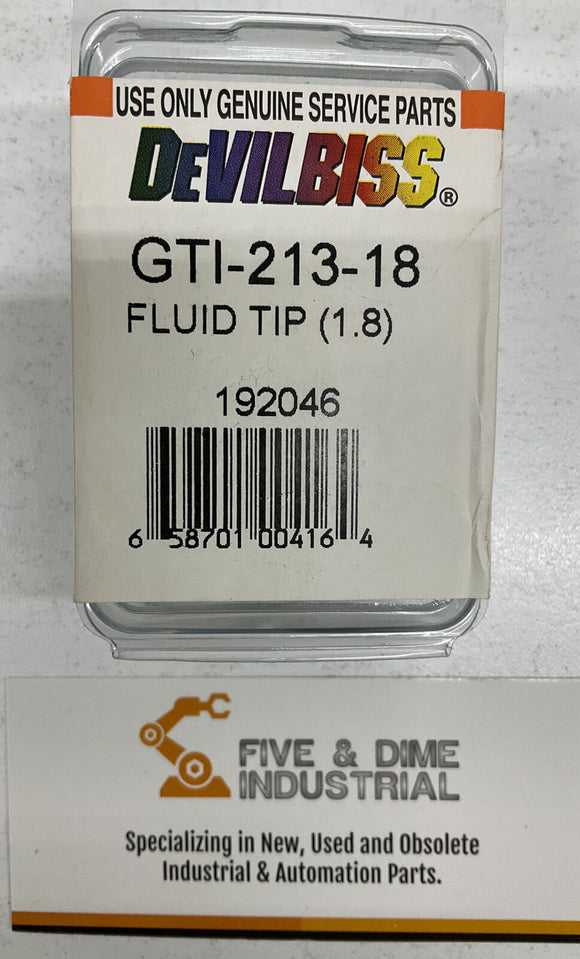 USE ONLY GENUINE SERVICE PARTS
DEVILBISS®
GTI-213-18
FLUID TIP (1.8)
192046
6 58701 00416 4
FIVE & DIME
INDUSTRIAL
Specializing in New, Used and Obsolete
Industrial & Automation Parts.